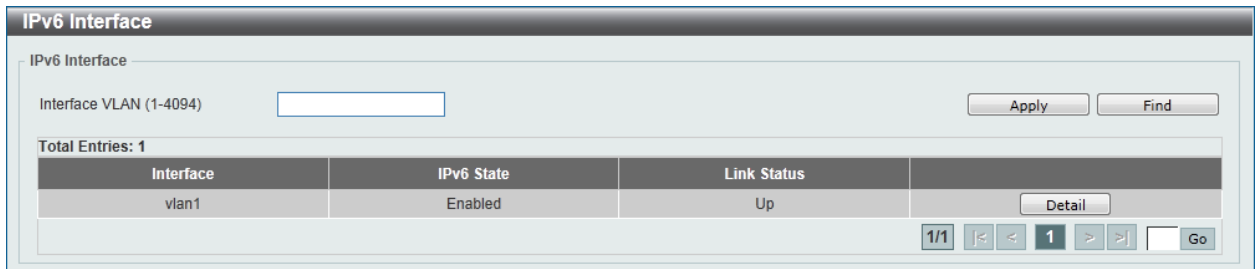 IPv6 Interface
IPv6 Interface
Interface VLAN (1-4094) Apply Find
Total Entries: 1
Interface IPv6 State Link Status
vlan1 Enabled Up Detail
1/1 |< < 1 > >| Go